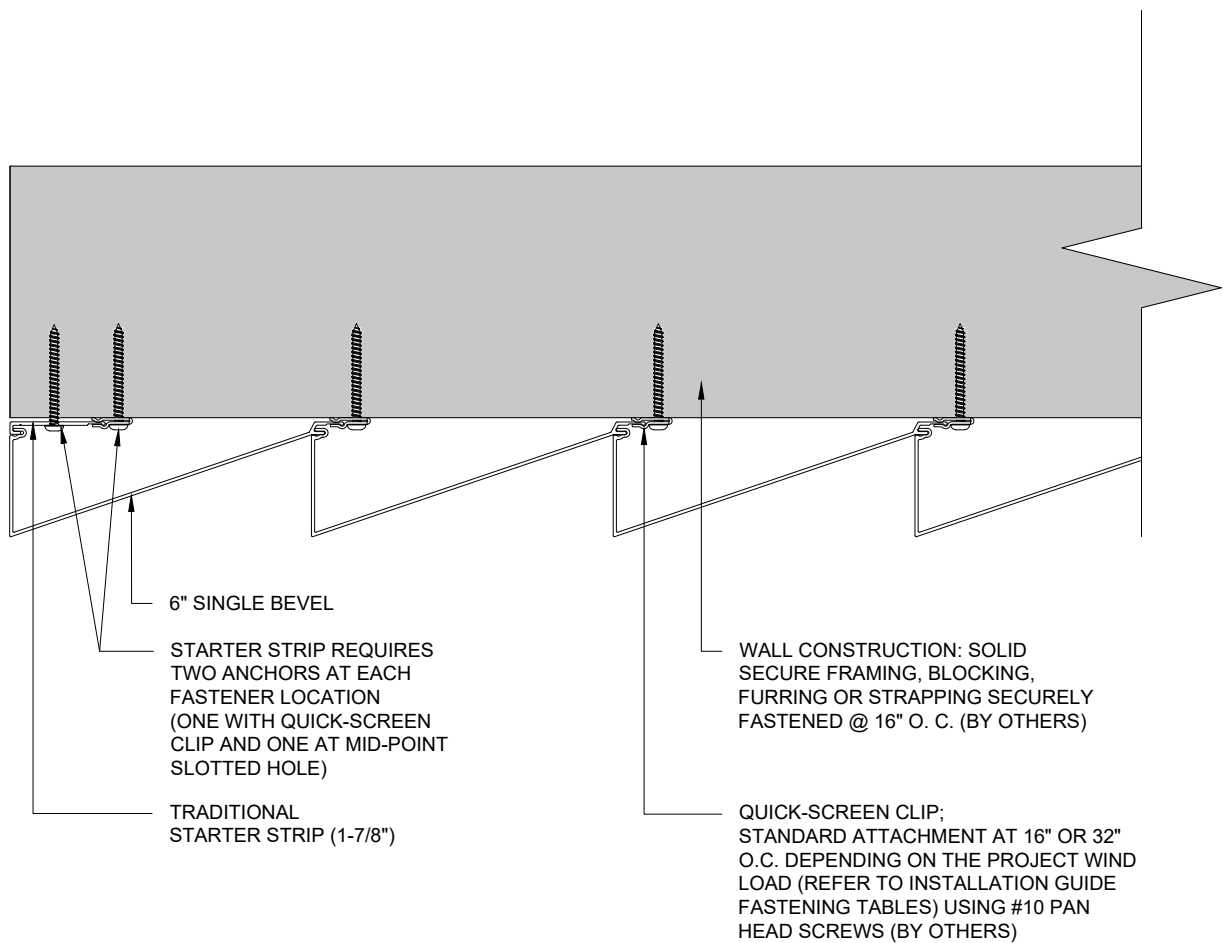 6" SINGLE BEVEL
STARTER STRIP REQUIRES
TWO ANCHORS AT EACH
FASTENER LOCATION
(ONE WITH QUICK-SCREEN
CLIP AND ONE AT MID-POINT
SLOTTED HOLE)
TRADITIONAL
STARTER STRIP (1-7/8")
WALL CONSTRUCTION: SOLID
SECURE FRAMING, BLOCKING,
FURRING OR STRAPPING SECURELY
FASTENED @ 16" O. C. (BY OTHERS)
QUICK-SCREEN CLIP;
STANDARD ATTACHMENT AT 16" OR 32"
O.C. DEPENDING ON THE PROJECT WIND
LOAD (REFER TO INSTALLATION GUIDE
FASTENING TABLES) USING #10 PAN
HEAD SCREWS (BY OTHERS)